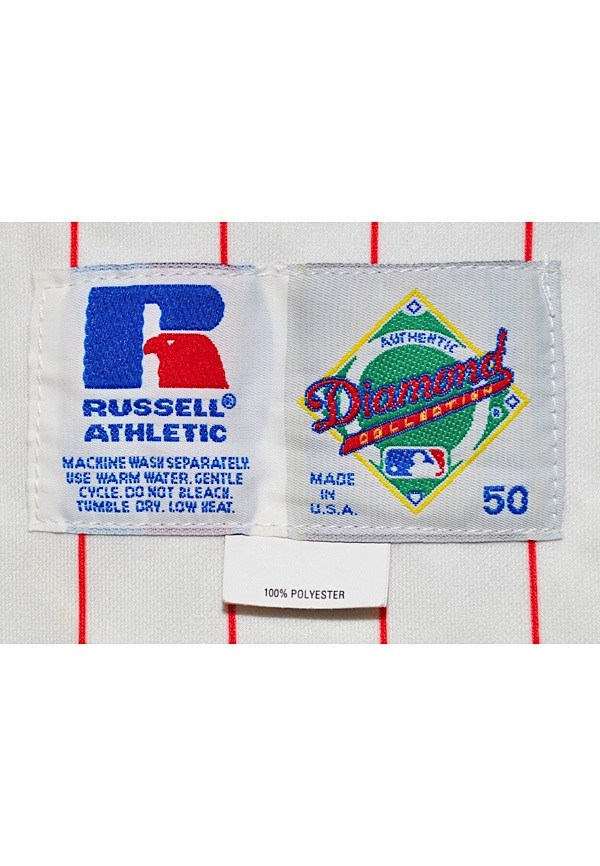 RUSSELL®
ATHLETIC
MACHINE WASH SEPARATELY.
USE WARM WATER. GENTLE
CYCLE. DO NOT BLEACH.
TUMBLE DRY. LOW HEAT.
AUTHENTIC
Diamond
COLLECTION
®
MADE
IN
U.S.A.
50
100% POLYESTER